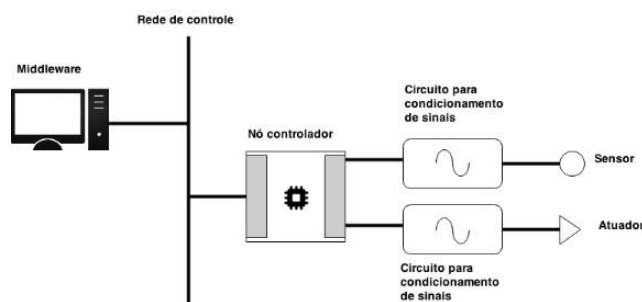 Rede de controle
Middleware
Circuito para
condicionamento
de sinais
Nó controlador
Sensor
Atuador
Circuito para
condicionamento
de sinais